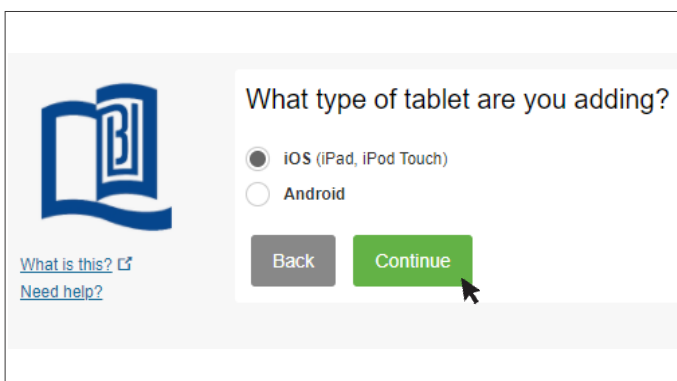 What type of tablet are you adding?
iOS (iPad, iPod Touch)
Android
Back
Continue
What is this?
Need help?